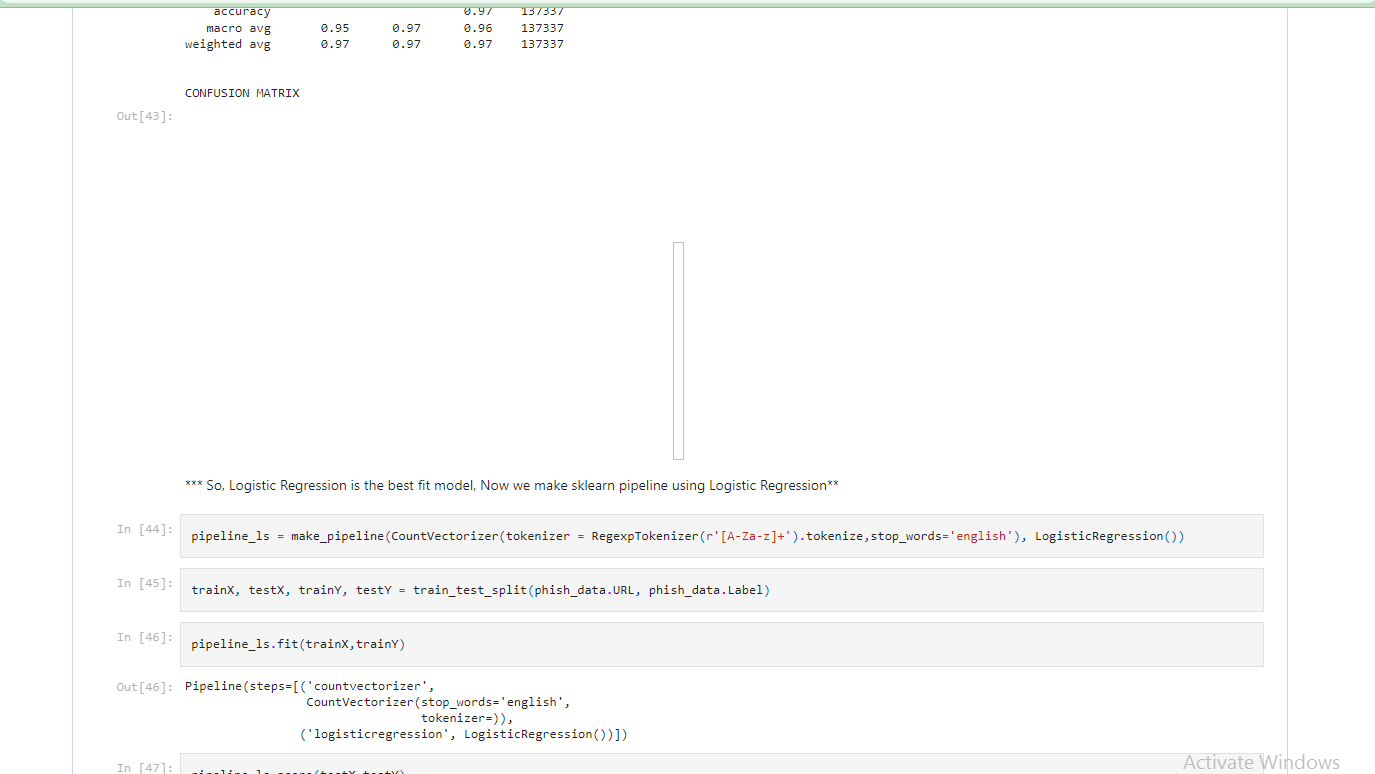 accuracy 0.97 137337
macro avg 0.95 0.97 0.96 137337
weighted avg 0.97 0.97 0.97 137337
CONFUSION MATRIX
Out[43]:
*** So, Logistic Regression is the best fit model, Now we make sklearn pipeline using Logistic Regression**
In [44]: pipeline_ls = make_pipeline(CountVectorizer(tokenizer = RegexpTokenizer(r'[A-Za-z]+').tokenize,stop_words='english'), LogisticRegression())
In [45]: trainX, testX, trainY, testY = train_test_split(phish_data.URL, phish_data.Label)
In [46]: pipeline_ls.fit(trainX,trainY)
Out[46]: Pipeline(steps=[('countvectorizer',
CountVectorizer(stop_words='english',
tokenizer=)),
('logisticregression', LogisticRegression())])
In [47]: pipeline_ls.score(testX,testY)
Activate Windows